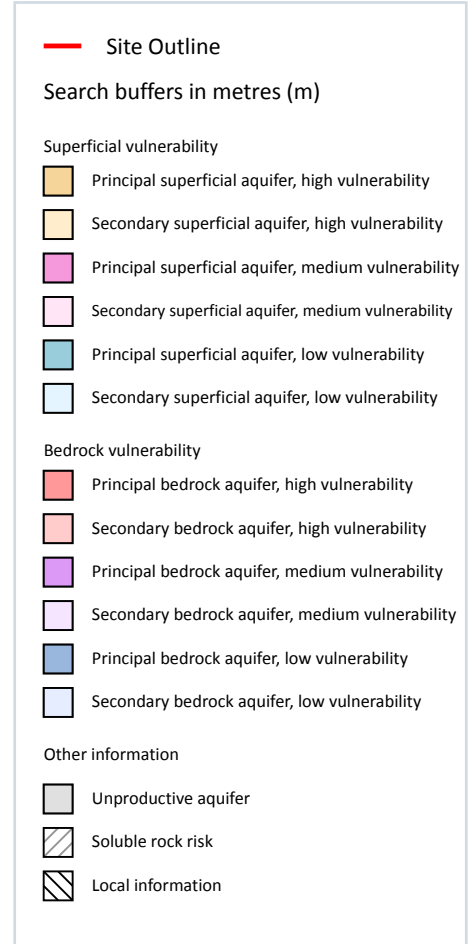 Site Outline
Search buffers in metres (m)
Superficial vulnerability
Principal superficial aquifer, high vulnerability
Secondary superficial aquifer, high vulnerability
Principal superficial aquifer, medium vulnerability
Secondary superficial aquifer, medium vulnerability
Principal superficial aquifer, low vulnerability
Secondary superficial aquifer, low vulnerability
Bedrock vulnerability
Principal bedrock aquifer, high vulnerability
Secondary bedrock aquifer, high vulnerability
Principal bedrock aquifer, medium vulnerability
Secondary bedrock aquifer, medium vulnerability
Principal bedrock aquifer, low vulnerability
Secondary bedrock aquifer, low vulnerability
Other information
Unproductive aquifer
Soluble rock risk
Local information